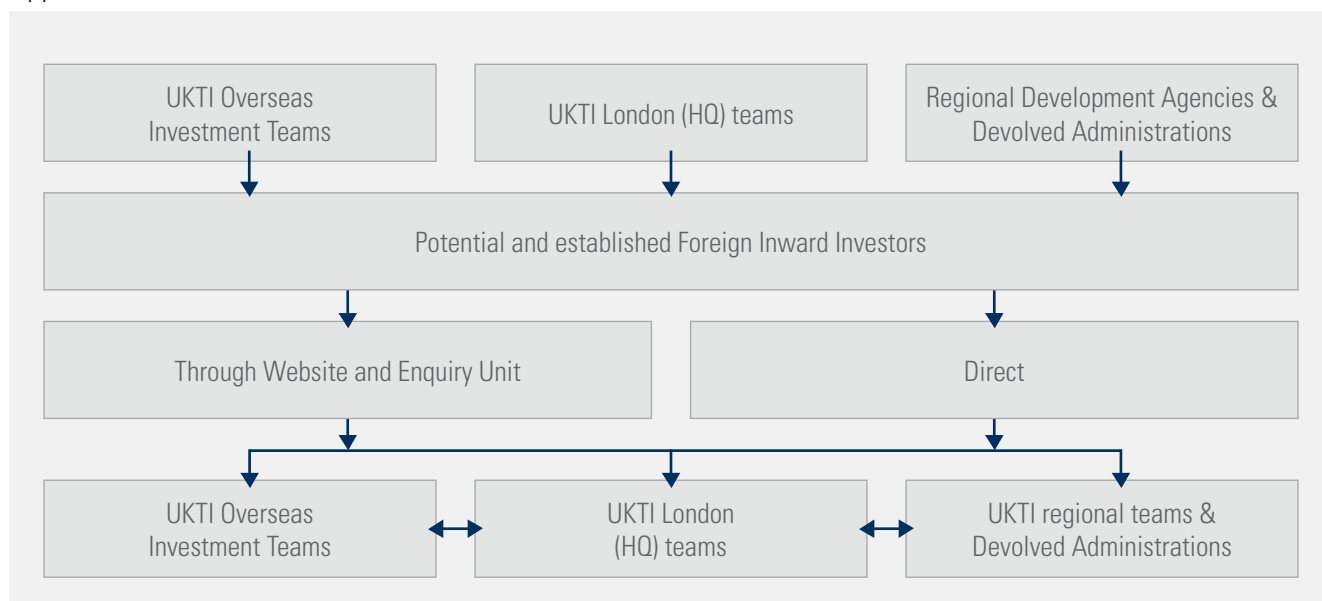 UKTI Overseas
Investment Teams
UKTI London (HQ) teams
Regional Development Agencies &
Devolved Administrations
Potential and established Foreign Inward Investors
Through Website and Enquiry Unit
Direct
UKTI Overseas
Investment Teams
UKTI London
(HQ) teams
UKTI regional teams &
Devolved Administrations